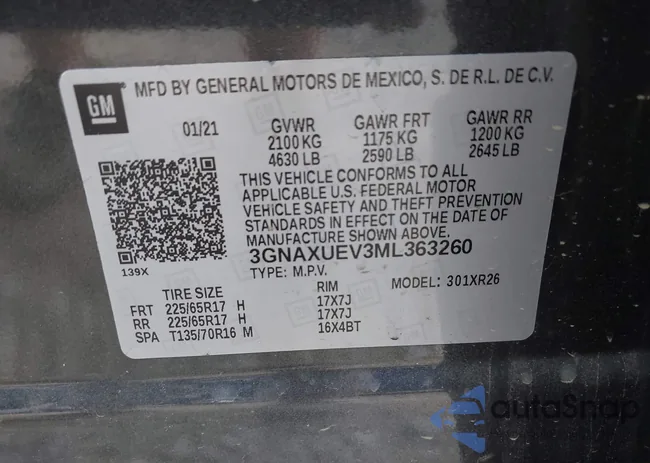 GM
MFD BY GENERAL MOTORS DE MEXICO, S. DE R.L. DE C.V.
01/21 GVWR GAWR FRT GAWR RR
2100 KG 1175 KG 1200 KG
4630 LB 2590 LB 2645 LB
THIS VEHICLE CONFORMS TO ALL
APPLICABLE U.S. FEDERAL MOTOR
VEHICLE SAFETY AND THEFT PREVENTION
STANDARDS IN EFFECT ON THE DATE OF
MANUFACTURE SHOWN ABOVE.
3GNAXUEV3ML363260
139X
TYPE: M.P.V. MODEL: 301XR26
TIRE SIZE RIM
FRT 225/65R17 H 17X7J
RR 225/65R17 H 17X7J
SPA T135/70R16 M 16X4BT
autoSnap